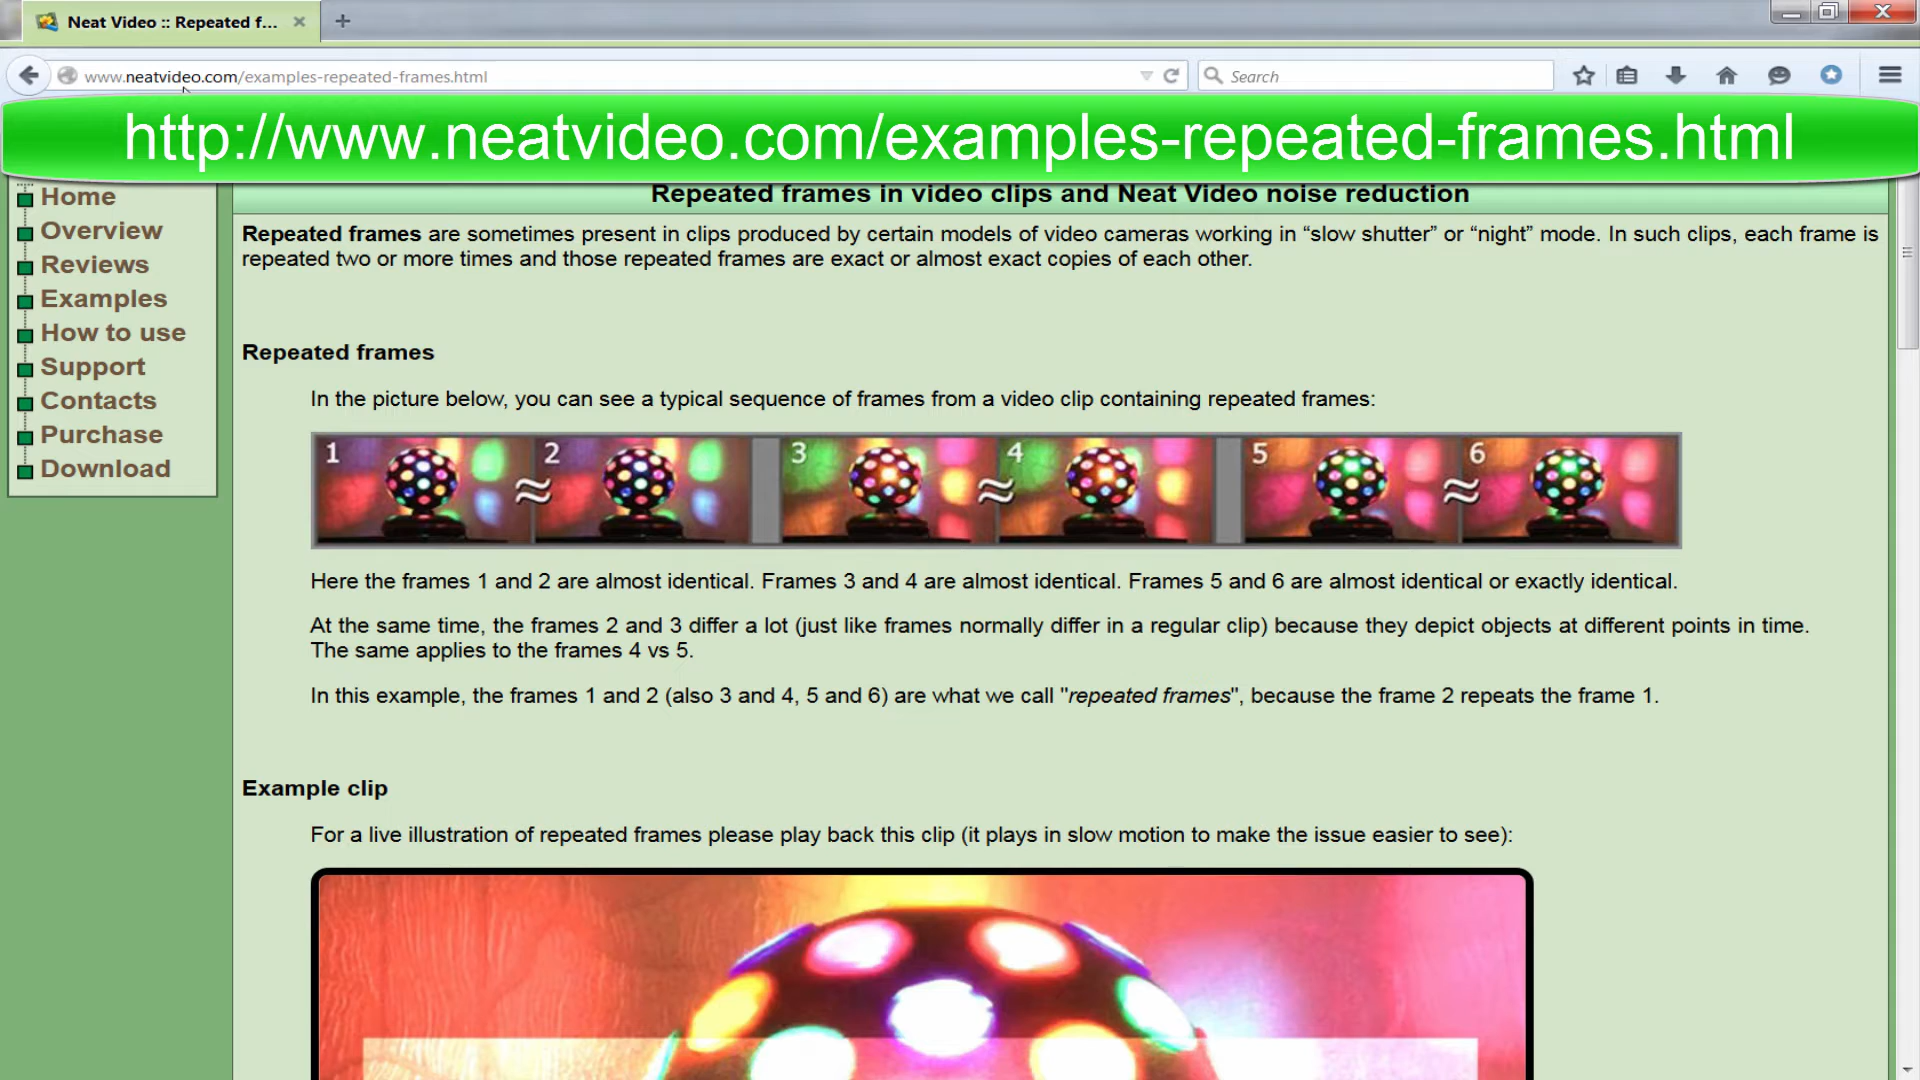 Neat Video :: Repeated f...
www.neatvideo.com/examples-repeated-frames.html
Search
http://www.neatvideo.com/examples-repeated-frames.html
Home
Overview
Reviews
Examples
How to use
Support
Contacts
Purchase
Download
Repeated frames in video clips and Neat Video noise reduction
Repeated frames are sometimes present in clips produced by certain models of video cameras working in “slow shutter” or “night” mode. In such clips, each frame is
repeated two or more times and those repeated frames are exact or almost exact copies of each other.
Repeated frames
In the picture below, you can see a typical sequence of frames from a video clip containing repeated frames:
1 ≈ 2 3 ≈ 4 5 ≈ 6
Here the frames 1 and 2 are almost identical. Frames 3 and 4 are almost identical. Frames 5 and 6 are almost identical or exactly identical.
At the same time, the frames 2 and 3 differ a lot (just like frames normally differ in a regular clip) because they depict objects at different points in time.
The same applies to the frames 4 vs 5.
In this example, the frames 1 and 2 (also 3 and 4, 5 and 6) are what we call "repeated frames", because the frame 2 repeats the frame 1.
Example clip
For a live illustration of repeated frames please play back this clip (it plays in slow motion to make the issue easier to see):